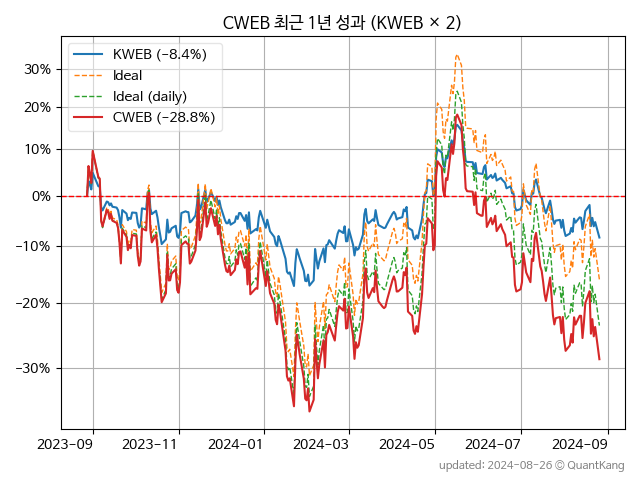 CWEB 최근 1년 성과 (KWEB × 2)
KWEB (−8.4%)
Ideal
Ideal (daily)
CWEB (−28.8%)
30%
20%
10%
0%
−10%
−20%
−30%
2023−09 2023−11 2024−01 2024−03 2024−05 2024−07 2024−09
updated: 2024-08-26 © QuantKang